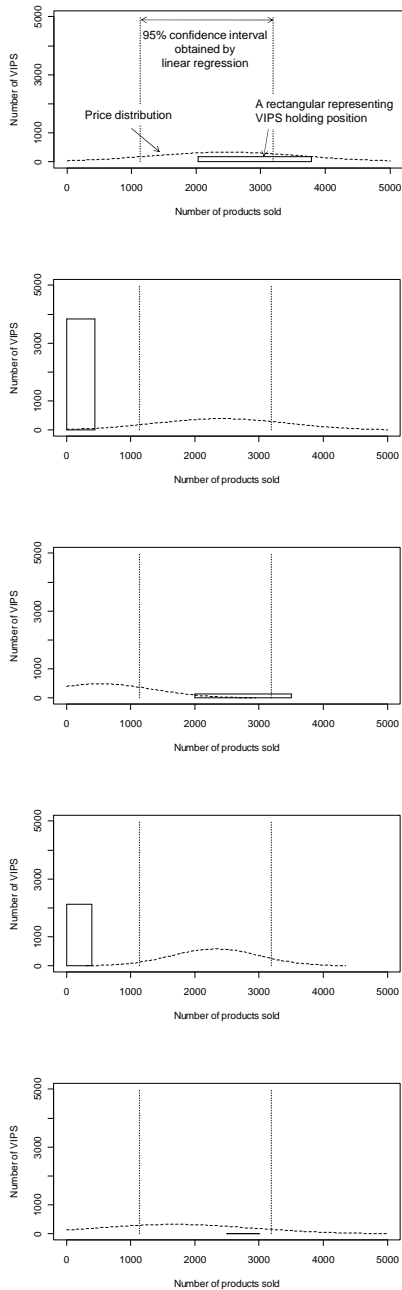 Number of VIPS
5000
3000
1000
0
95% confidence interval
obtained by
linear regression
Price distribution
A rectangular representing
VIPS holding position
0 1000 2000 3000 4000 5000
Number of products sold
Number of VIPS
5000
3000
1000
0
0 1000 2000 3000 4000 5000
Number of products sold
Number of VIPS
5000
3000
1000
0
0 1000 2000 3000 4000 5000
Number of products sold
Number of VIPS
5000
3000
1000
0
0 1000 2000 3000 4000 5000
Number of products sold
Number of VIPS
5000
3000
1000
0
0 1000 2000 3000 4000 5000
Number of products sold